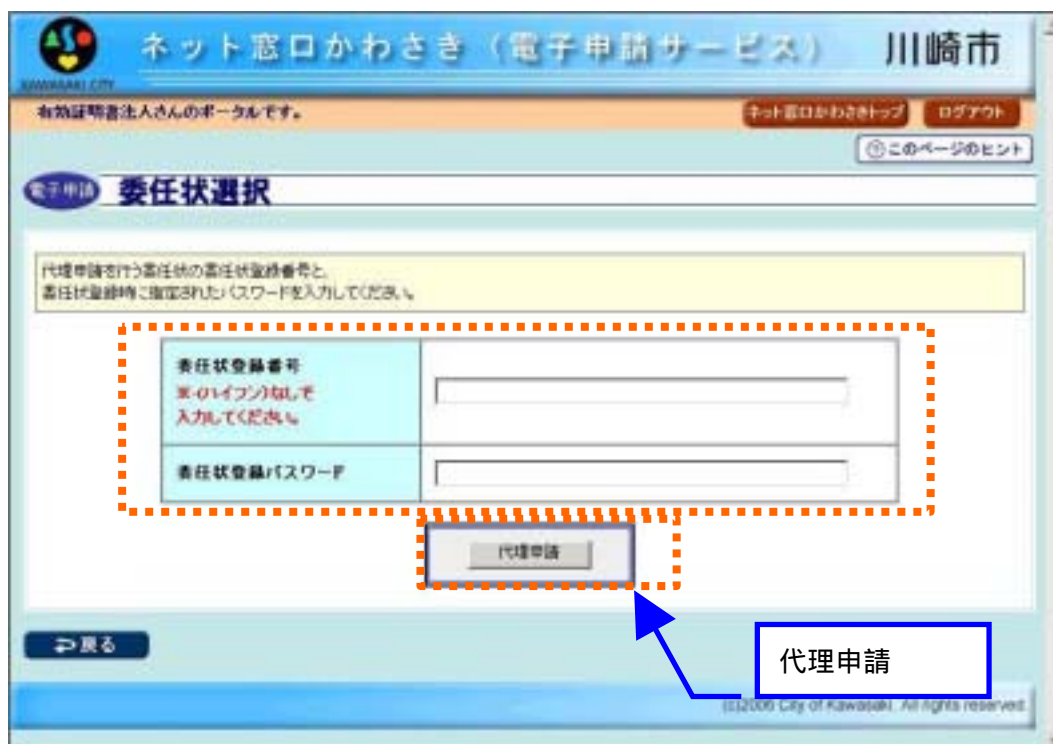 ネット窓口かわさき（電子申請サービス）
川崎市
KAWASAKI CITY
有効証明書法人さんのポータルです。
ネット窓口かわさきトップ
ログアウト
?このページのヒント
電子申請
委任状選択
代理申請を行う委任状の委任状登録番号と、
委任状登録時に指定されたパスワードを入力してください。
委任状登録番号
※-(ハイフン)なしで
入力してください。
委任状登録パスワード
代理申請
戻る
代理申請
(c)2006 City of Kawasaki. All rights reserved.